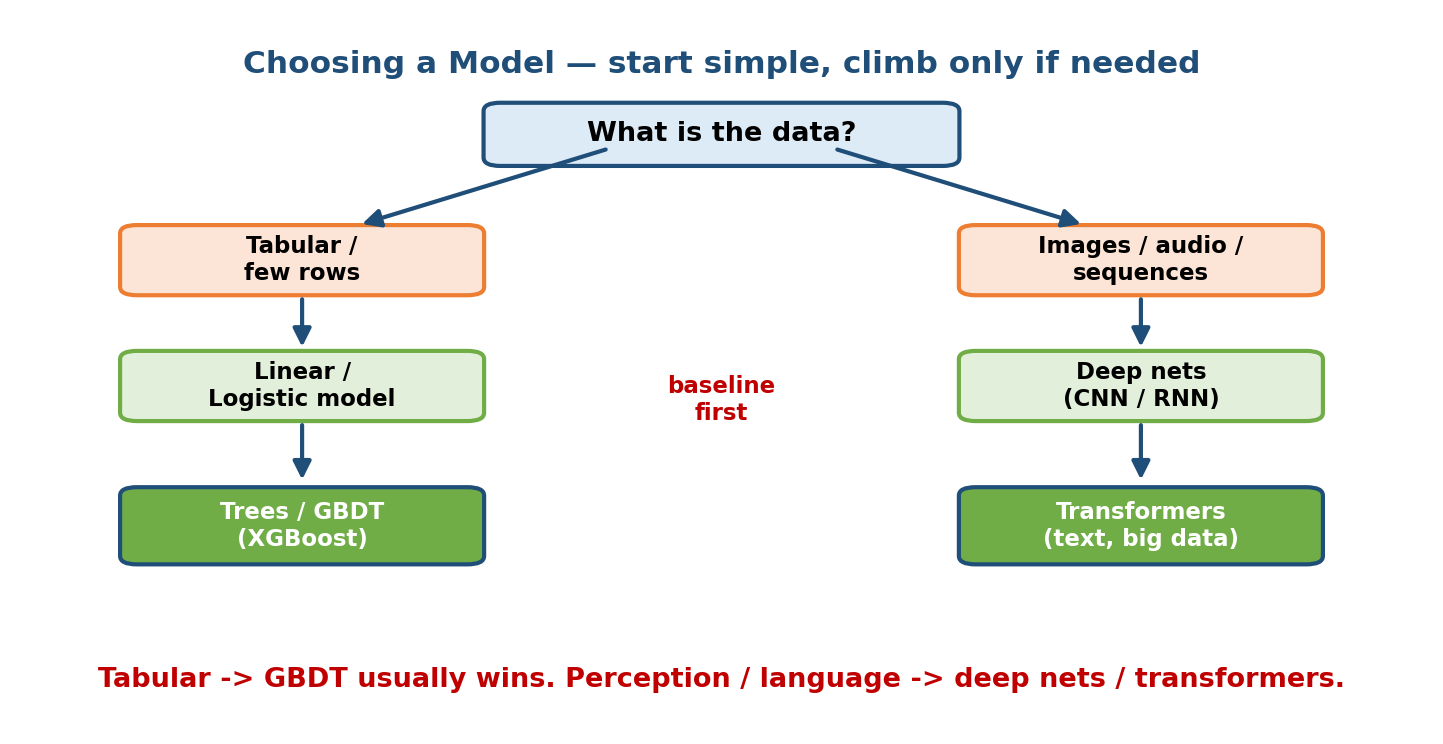 Choosing a Model — start simple, climb only if needed
What is the data?
Tabular /
few rows
Images / audio /
sequences
Linear /
Logistic model
baseline
first
Deep nets
(CNN / RNN)
Trees / GBDT
(XGBoost)
Transformers
(text, big data)
Tabular -> GBDT usually wins. Perception / language -> deep nets / transformers.